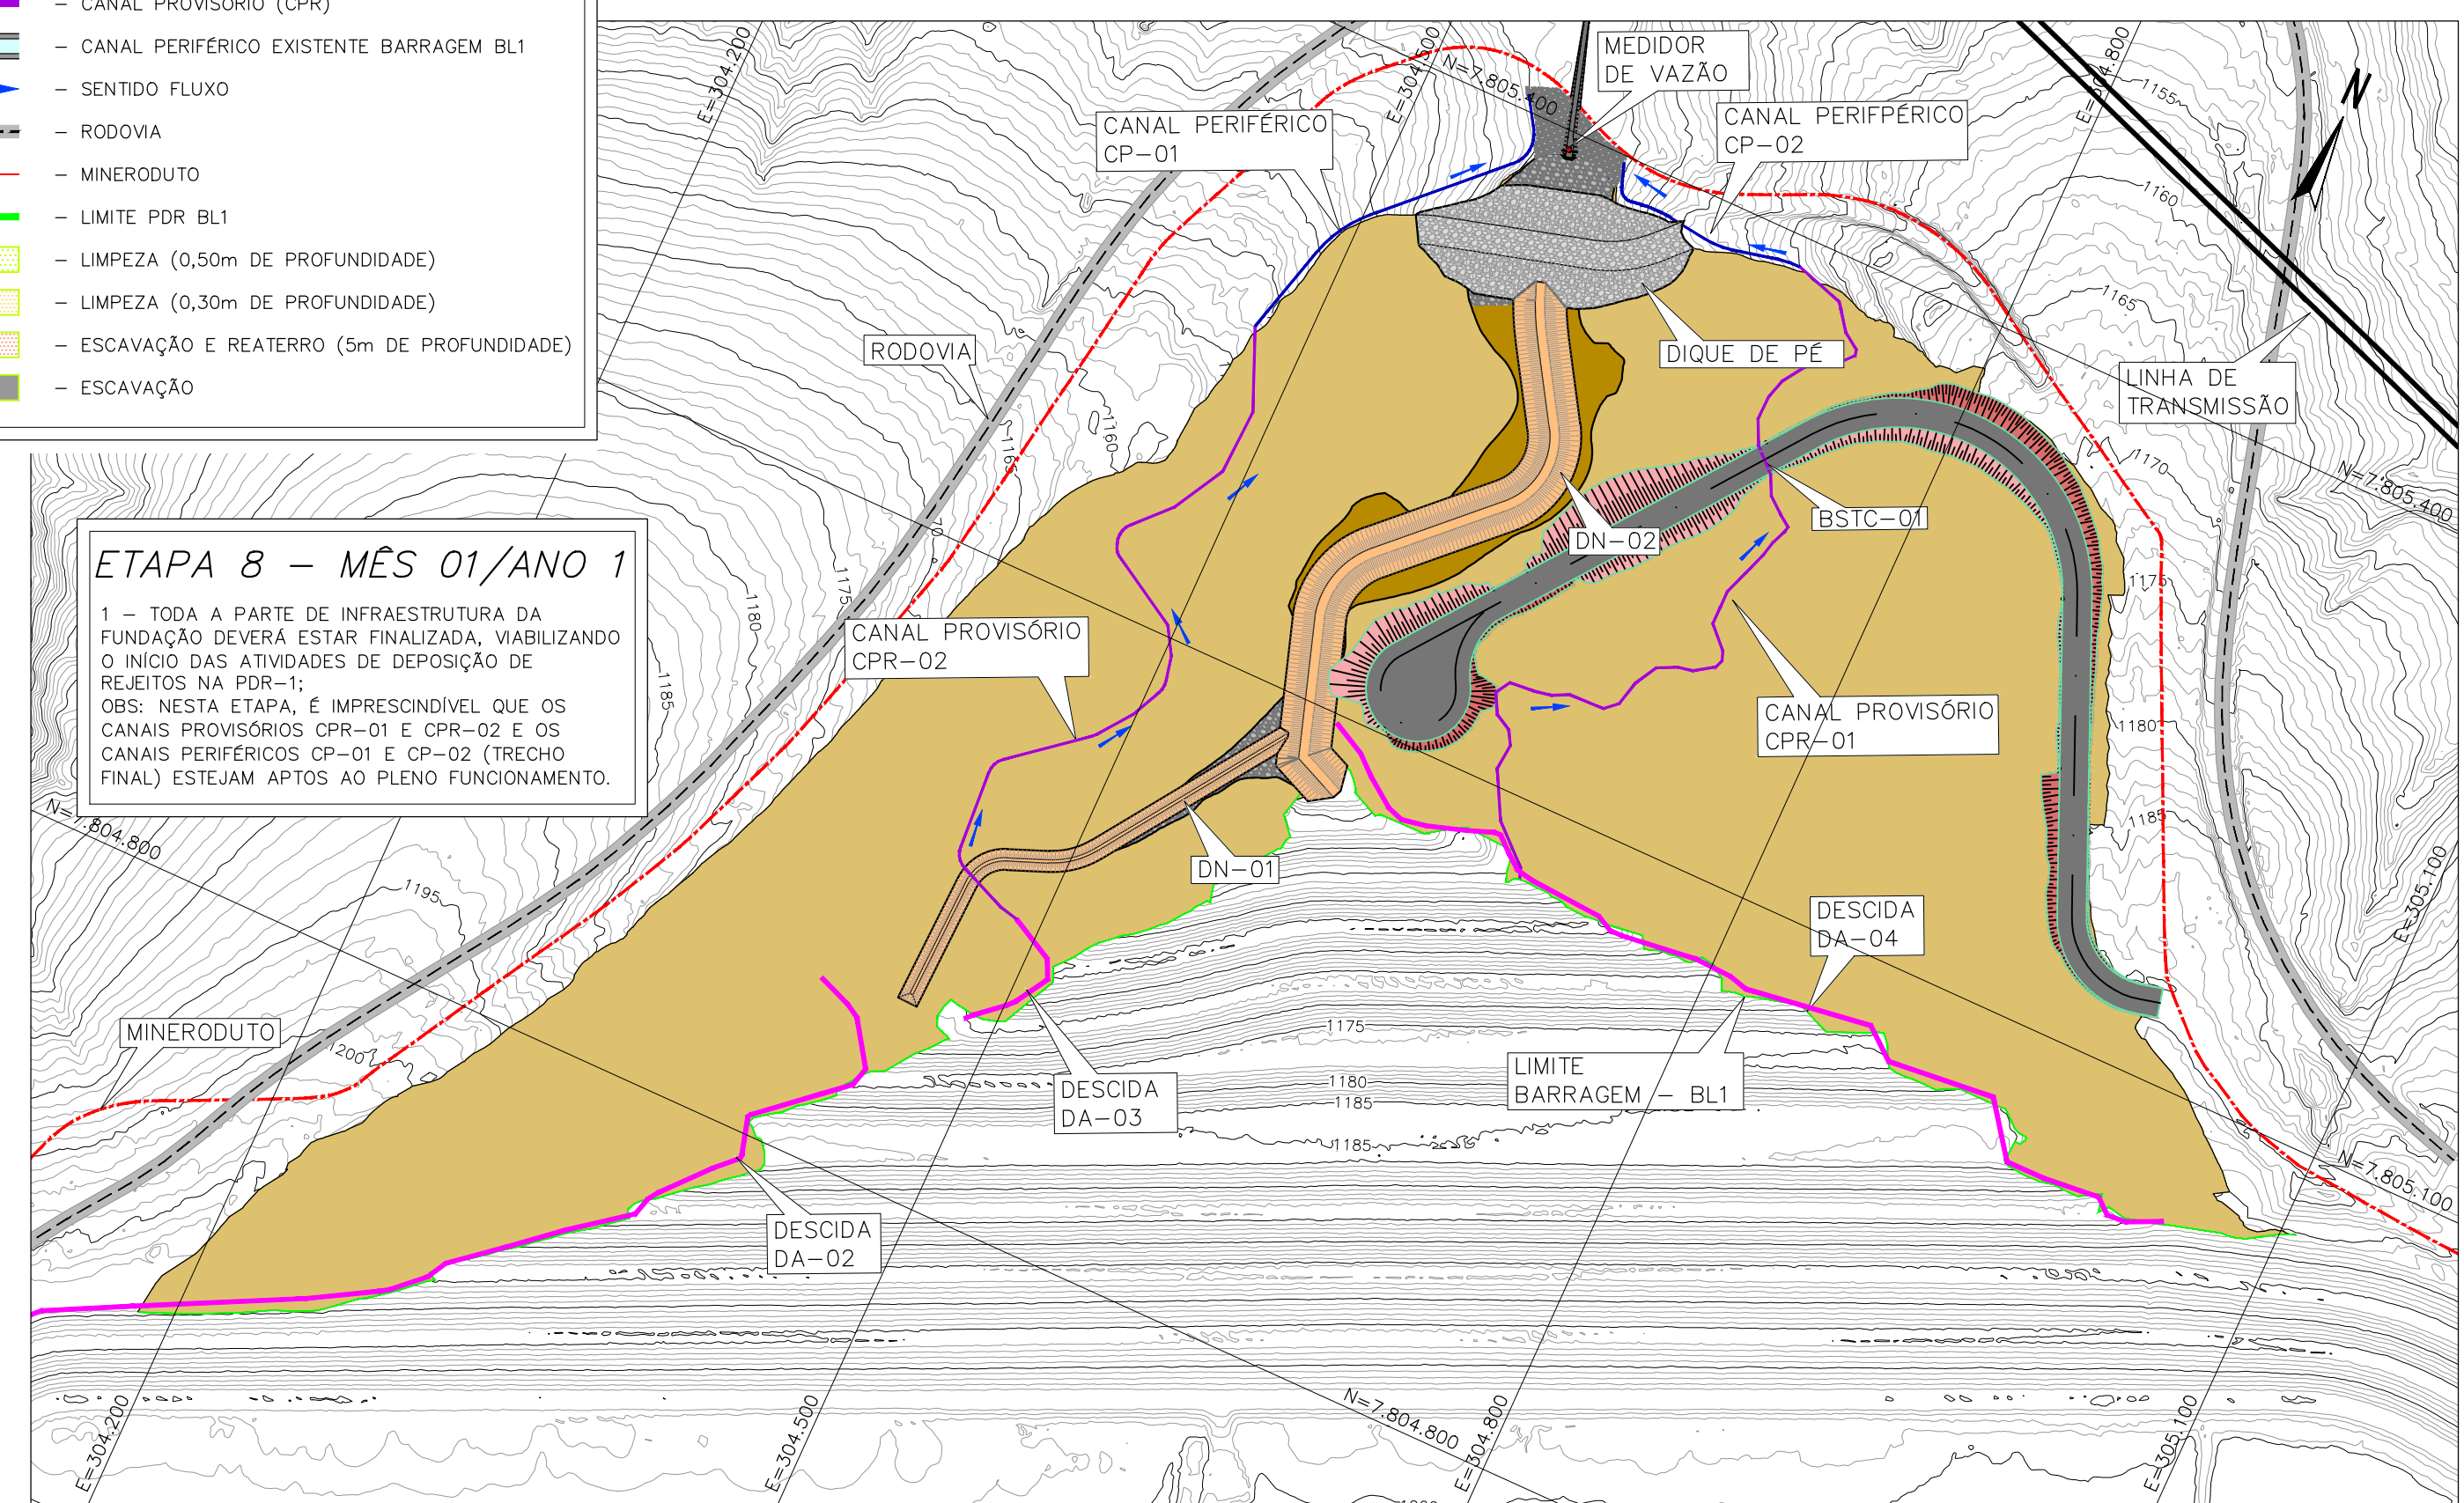 – CANAL PROVISÓRIO (CPR)
– CANAL PERIFÉRICO EXISTENTE BARRAGEM BL1
– SENTIDO FLUXO
– RODOVIA
– MINERODUTO
– LIMITE PDR BL1
– LIMPEZA (0,50m DE PROFUNDIDADE)
– LIMPEZA (0,30m DE PROFUNDIDADE)
– ESCAVAÇÃO E REATERRO (5m DE PROFUNDIDADE)
– ESCAVAÇÃO
ETAPA 8 – MÊS 01/ANO 1
1 – TODA A PARTE DE INFRAESTRUTURA DA
FUNDAÇÃO DEVERÁ ESTAR FINALIZADA, VIABILIZANDO
O INÍCIO DAS ATIVIDADES DE DEPOSIÇÃO DE
REJEITOS NA PDR-1;
OBS: NESTA ETAPA, É IMPRESCINDÍVEL QUE OS
CANAIS PROVISÓRIOS CPR-01 E CPR-02 E OS
CANAIS PERIFÉRICOS CP-01 E CP-02 (TRECHO
FINAL) ESTEJAM APTOS AO PLENO FUNCIONAMENTO.
E=304.200
E=304.500
N=7.805.400
E=304.800
MEDIDOR
DE VAZÃO
CANAL PERIFÉRICO
CP-01
CANAL PERIFPÉRICO
CP-02
N
1155
1160
1165
RODOVIA
DIQUE DE PÉ
LINHA DE
TRANSMISSÃO
1160
1165
70
1175
1180
1185
1170
N=7.805.400
BSTC-01
DN-02
1175
CANAL PROVISÓRIO
CPR-02
CANAL PROVISÓRIO
CPR-01
1180
1185
N=7.804.800
1195
DN-01
DESCIDA
DA-04
E=305.100
MINERODUTO
1200
1175
1180
1185
1185
DESCIDA
DA-03
LIMITE
BARRAGEM – BL1
N=7.805.100
DESCIDA
DA-02
E=304.200
E=304.500
N=7.804.800
E=304.800
E=305.100